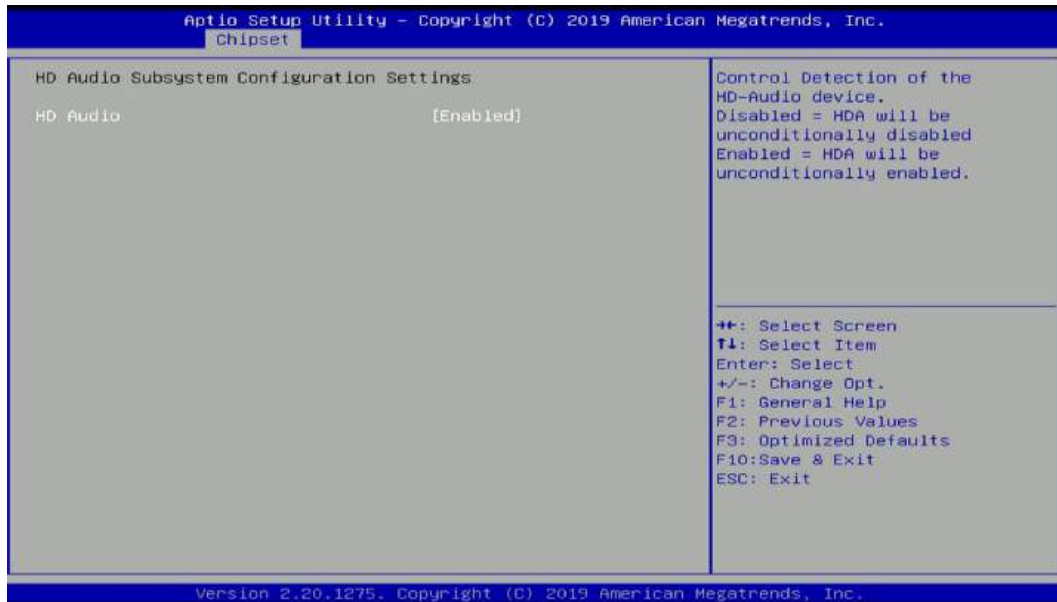 Aptio Setup Utility – Copyright (C) 2019 American Megatrends, Inc.
Chipset
HD Audio Subsystem Configuration Settings
HD Audio [Enabled]
Control Detection of the
HD-Audio device.
Disabled = HDA will be
unconditionally disabled
Enabled = HDA will be
unconditionally enabled.
→←: Select Screen
↑↓: Select Item
Enter: Select
+/-: Change Opt.
F1: General Help
F2: Previous Values
F3: Optimized Defaults
F10:Save & Exit
ESC: Exit
Version 2.20.1275. Copyright (C) 2019 American Megatrends, Inc.